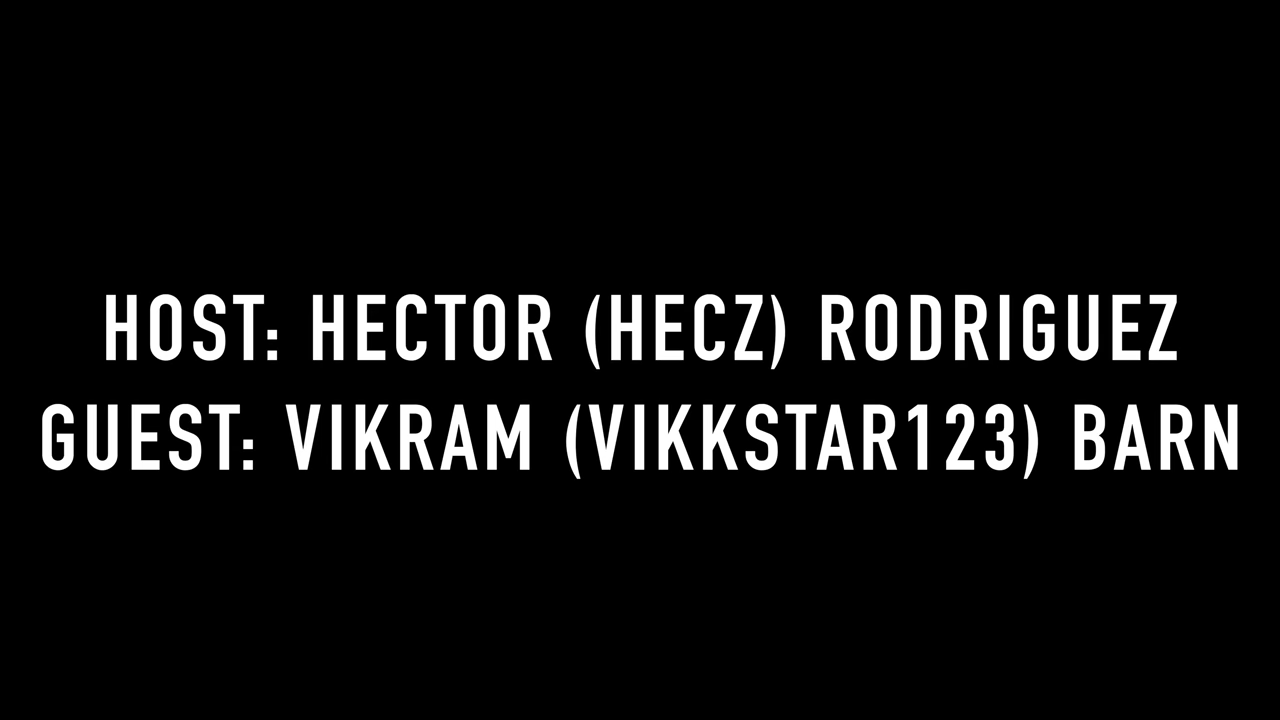 HOST: HECTOR (HECZ) RODRIGUEZ
GUEST: VIKRAM (VIKKSTAR123) BARN